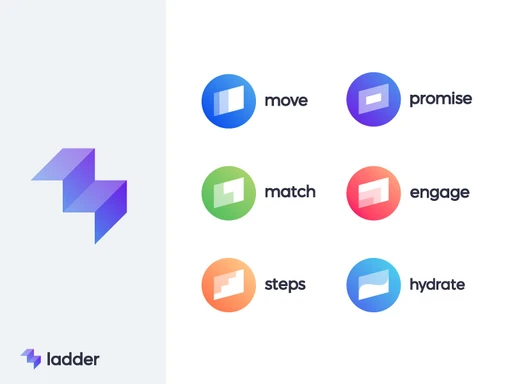 move
promise
match
engage
steps
hydrate
ladder